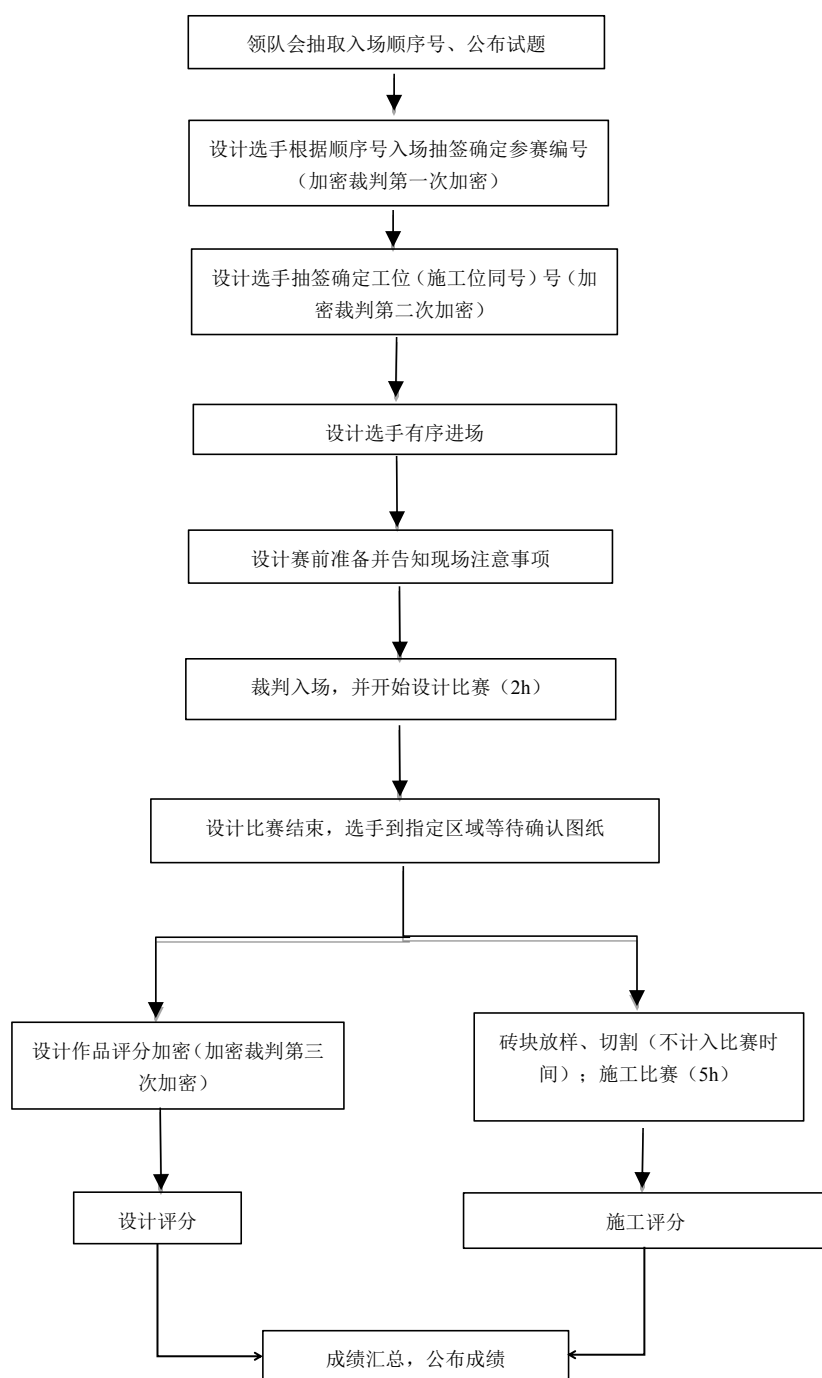 领队会抽取入场顺序号、公布试题
设计选手根据顺序号入场抽签确定参赛编号
（加密裁判第一次加密）
设计选手抽签确定工位（施工位同号）号（加
密裁判第二次加密）
设计选手有序进场
设计赛前准备并告知现场注意事项
裁判入场，并开始设计比赛（2h）
设计比赛结束，选手到指定区域等待确认图纸
设计作品评分加密（加密裁判第三
次加密）
砖块放样、切割（不计入比赛时
间）；施工比赛（5h）
设计评分
施工评分
成绩汇总，公布成绩